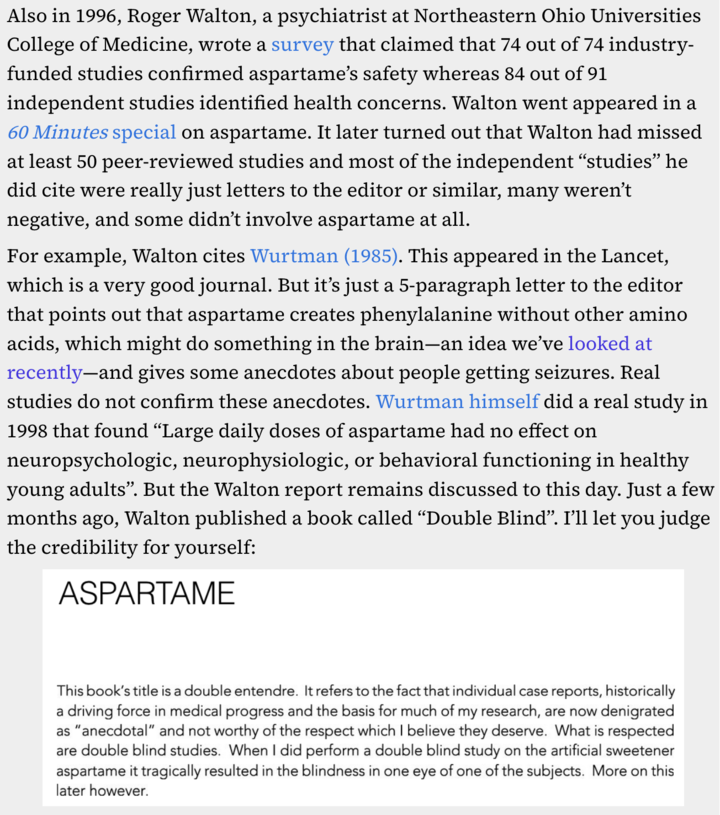 Also in 1996, Roger Walton, a psychiatrist at Northeastern Ohio Universities
College of Medicine, wrote a survey that claimed that 74 out of 74 industry-
funded studies confirmed aspartame’s safety whereas 84 out of 91
independent studies identified health concerns. Walton went appeared in a
60 Minutes special on aspartame. It later turned out that Walton had missed
at least 50 peer-reviewed studies and most of the independent “studies” he
did cite were really just letters to the editor or similar, many weren’t
negative, and some didn’t involve aspartame at all.
For example, Walton cites Wurtman (1985). This appeared in the Lancet,
which is a very good journal. But it’s just a 5-paragraph letter to the editor
that points out that aspartame creates phenylalanine without other amino
acids, which might do something in the brain—an idea we’ve looked at
recently—and gives some anecdotes about people getting seizures. Real
studies do not confirm these anecdotes. Wurtman himself did a real study in
1998 that found “Large daily doses of aspartame had no effect on
neuropsychologic, neurophysiologic, or behavioral functioning in healthy
young adults”. But the Walton report remains discussed to this day. Just a few
months ago, Walton published a book called “Double Blind”. I’ll let you judge
the credibility for yourself:
ASPARTAME
This book’s title is a double entendre. It refers to the fact that individual case reports, historically
a driving force in medical progress and the basis for much of my research, are now denigrated
as “anecdotal” and not worthy of the respect which I believe they deserve. What is respected
are double blind studies. When I did perform a double blind study on the artificial sweetener
aspartame it tragically resulted in the blindness in one eye of one of the subjects. More on this
later however.